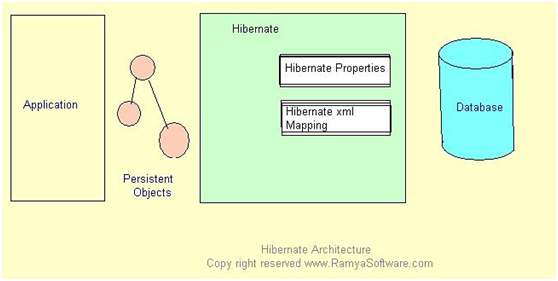 Hibernate
Hibernate Properties
Application
Hibernate xml
Mapping
Database
Persistent
Objects
Hibernate Architecture
Copy right reserved www.RamyaSoftware.com